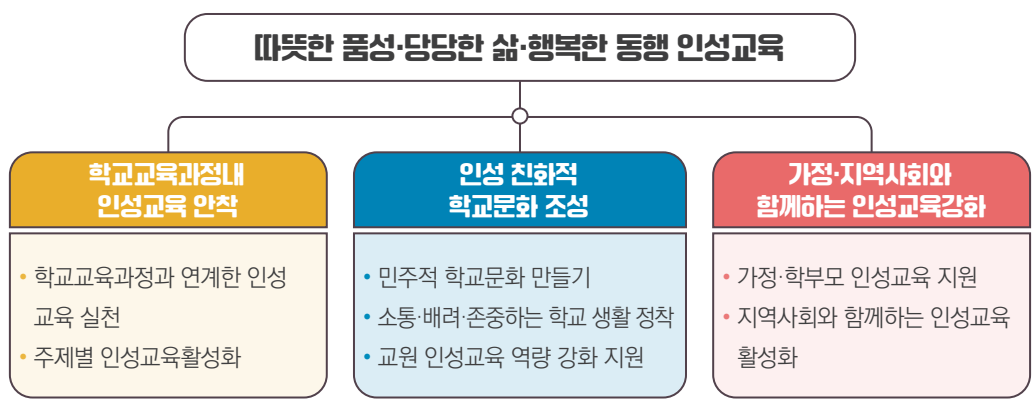 따뜻한 품성·당당한 삶·행복한 동행 인성교육
학교교육과정내
인성교육 안착
• 학교교육과정과 연계한 인성
교육 실천
• 주제별 인성교육활성화
인성 친화적
학교문화 조성
• 민주적 학교문화 만들기
• 소통·배려·존중하는 학교 생활 정착
• 교원 인성교육 역량 강화 지원
가정·지역사회와
함께하는 인성교육강화
• 가정·학부모 인성교육 지원
• 지역사회와 함께하는 인성교육
활성화